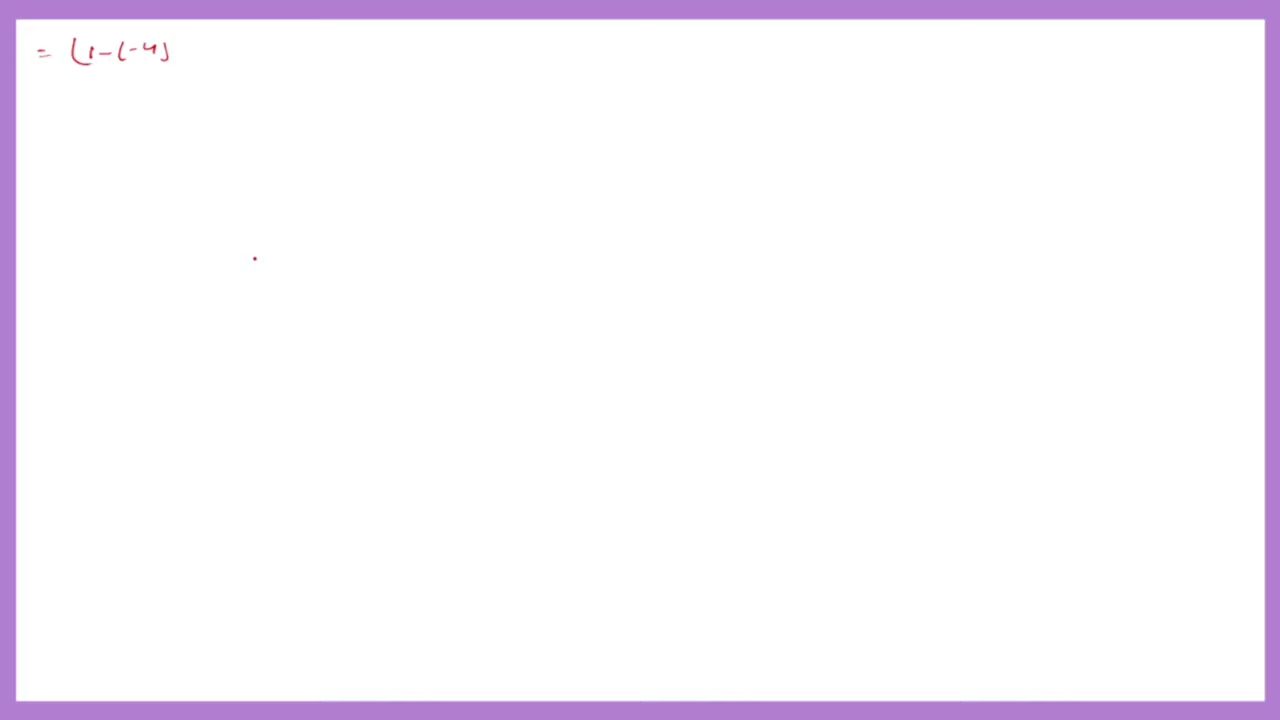 = (1-(-4)